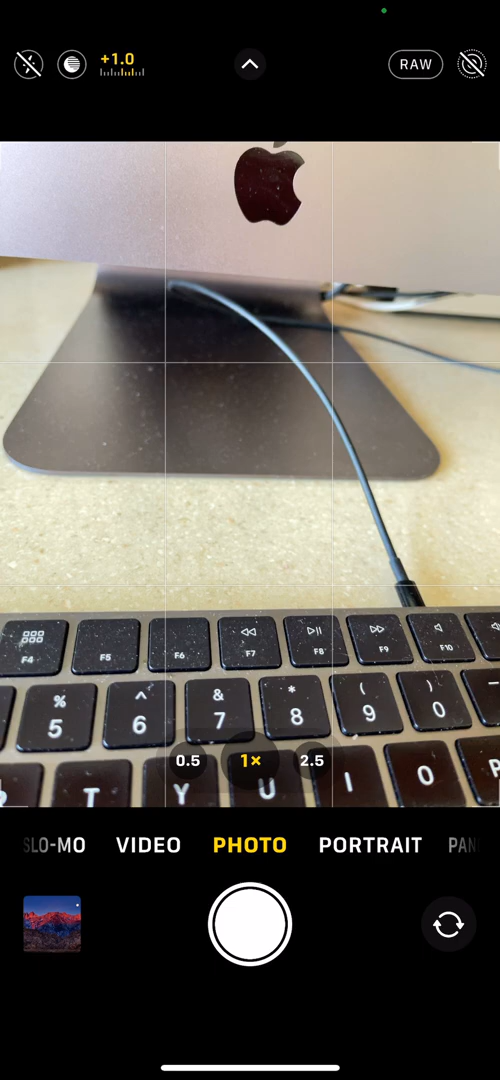 +1.0
RAW
F4 F5 F6 F7 F8 F9 F10
% ^ & * ( )
5 6 7 8 9 0
0.5 1× 2.5
T Y U I O P
SLO-MO VIDEO PHOTO PORTRAIT PAN